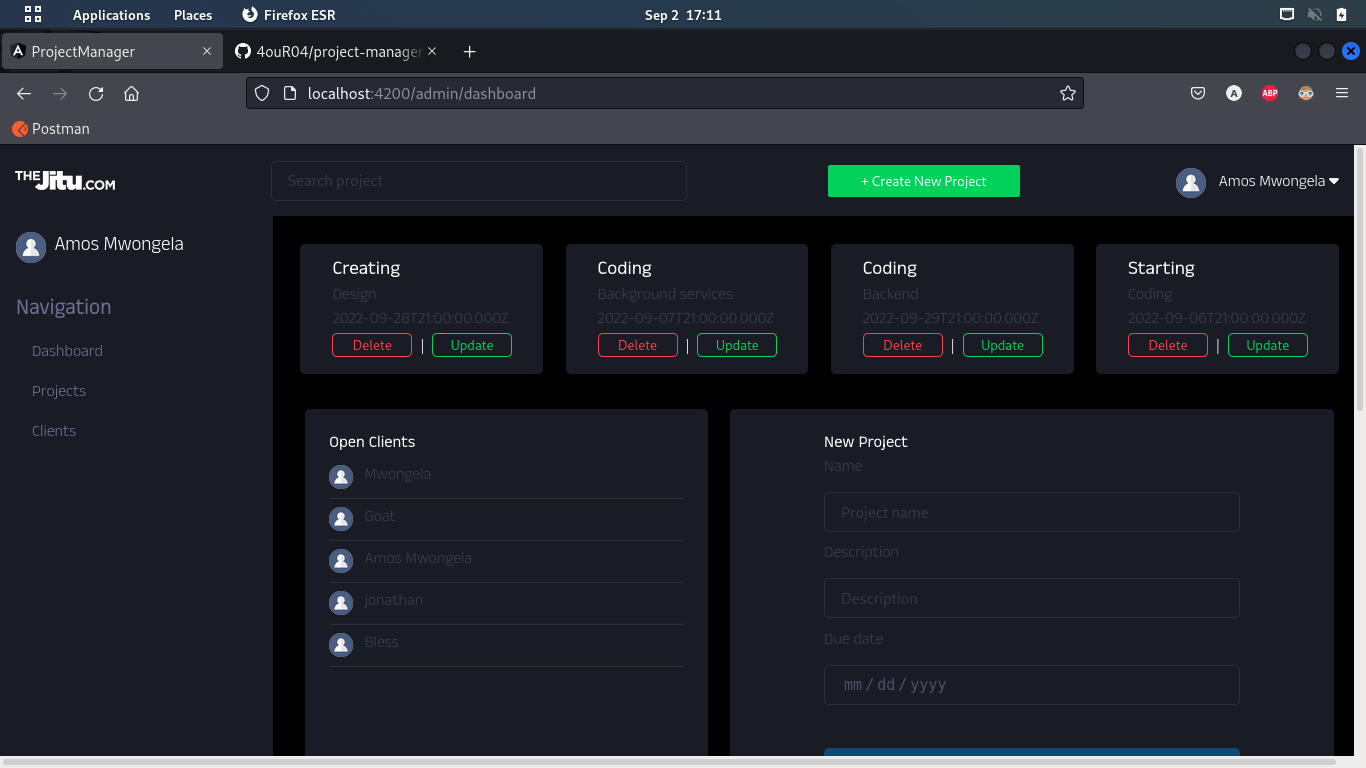 Applications Places Firefox ESR Sep 2 17:11
ProjectManager 4ouR04/project-manager
localhost:4200/admin/dashboard A ABP
Postman
THE Jitu.COM Search project + Create New Project Amos Mwongela
Amos Mwongela
Navigation
Dashboard
Projects
Clients
Creating
Design
2022-09-28T21:00:00.000Z
Delete | Update
Coding
Background services
2022-09-07T21:00:00.000Z
Delete | Update
Coding
Backend
2022-09-29T21:00:00.000Z
Delete | Update
Starting
Coding
2022-09-06T21:00:00.000Z
Delete | Update
Open Clients
Mwongela
Goat
Amos Mwongela
jonathan
Bless
New Project
Name
Project name
Description
Description
Due date
mm / dd / yyyy